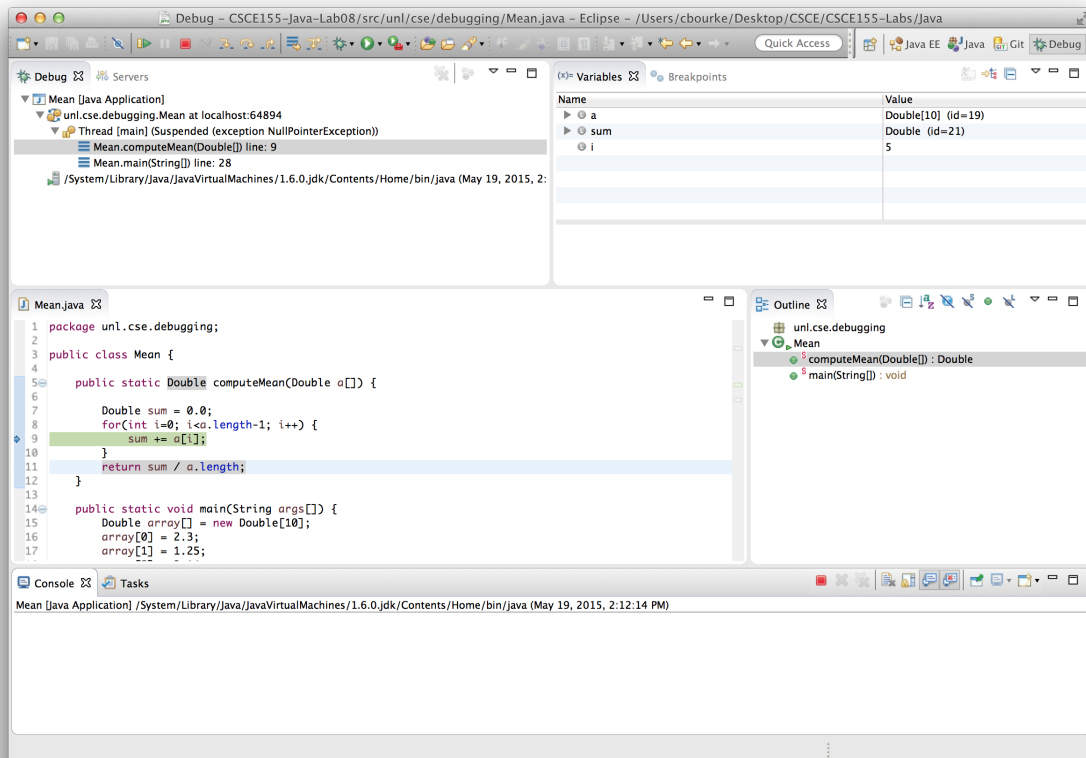 Debug - CSCE155-Java-Lab08/src/unl/cse/debugging/Mean.java - Eclipse - /Users/cbourke/Desktop/CSCE/CSCE155-Labs/Java
Quick Access
Java EE
Java
Git
Debug
Debug
Servers
Mean [Java Application]
unl.cse.debugging.Mean at localhost:64894
Thread [main] (Suspended (exception NullPointerException))
Mean.computeMean(Double[]) line: 9
Mean.main(String[]) line: 28
/System/Library/Java/JavaVirtualMachines/1.6.0.jdk/Contents/Home/bin/java (May 19, 2015, 2:
(x)= Variables
Breakpoints
Name Value
a Double[10] (id=19)
sum Double (id=21)
i 5
Mean.java
1 package unl.cse.debugging;
2
3 public class Mean {
4
5 public static Double computeMean(Double a[]) {
6
7 Double sum = 0.0;
8 for(int i=0; i<a.length-1; i++) {
9 sum += a[i];
10 }
11 return sum / a.length;
12 }
13
14 public static void main(String args[]) {
15 Double array[] = new Double[10];
16 array[0] = 2.3;
17 array[1] = 1.25;
Outline
unl.cse.debugging
Mean
S computeMean(Double[]) : Double
S main(String[]) : void
Console
Tasks
Mean [Java Application] /System/Library/Java/JavaVirtualMachines/1.6.0.jdk/Contents/Home/bin/java (May 19, 2015, 2:12:14 PM)